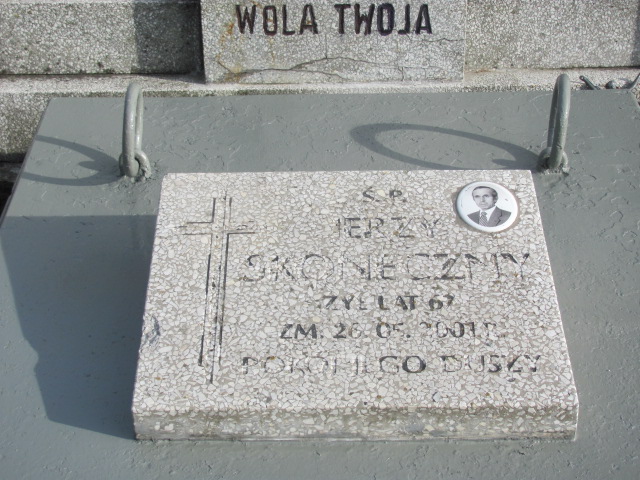 WOLA TWOJA
Ś.P.
JERZY
SKONECZNY
ŻYŁ LAT 67
ZM. 26.05.2001 R.
POKÓJ JEGO DUSZY